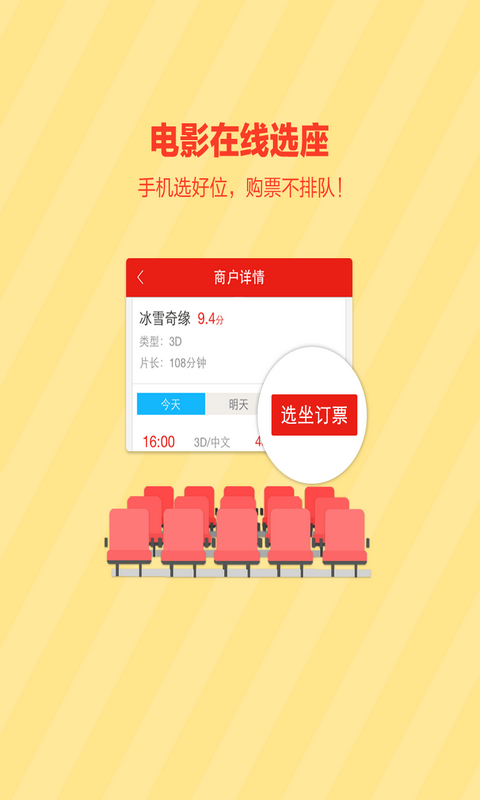 电影在线选座
手机选好位，购票不排队！
商户详情
冰雪奇缘 9.4分
类型：3D
片长：108分钟
今天 明天
选坐订票
16:00 3D/中文 4